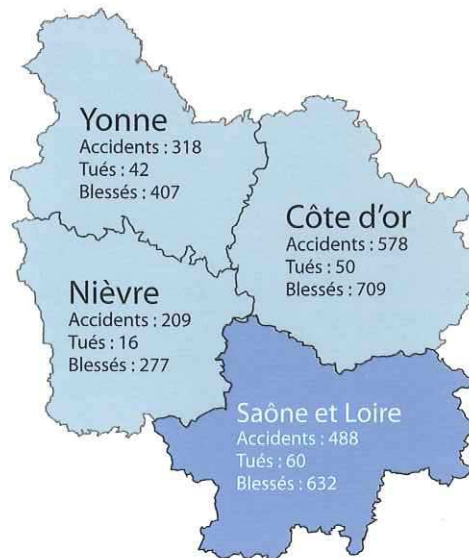 Yonne
Accidents : 318
Tués : 42
Blessés : 407
Côte d'or
Accidents : 578
Tués : 50
Blessés : 709
Nièvre
Accidents : 209
Tués : 16
Blessés : 277
Saône et Loire
Accidents : 488
Tués : 60
Blessés : 632